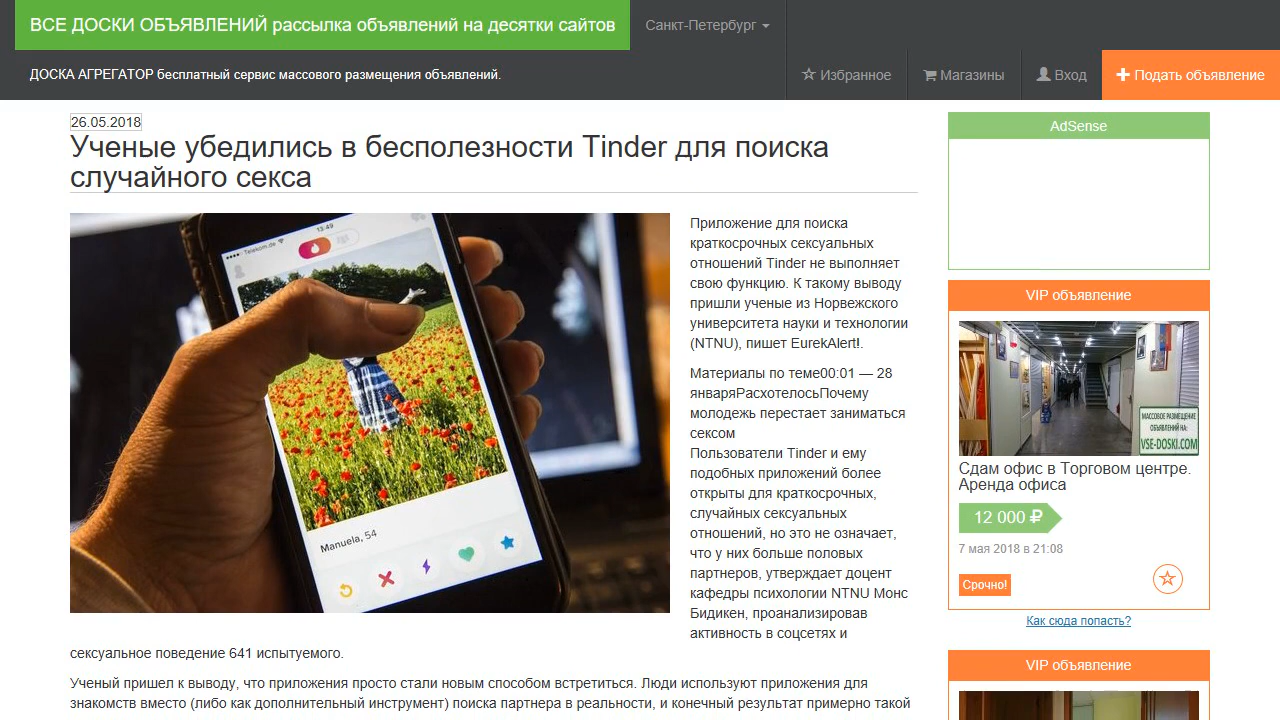 ВСЕ ДОСКИ ОБЪЯВЛЕНИЙ рассылка объявлений на десятки сайтов
Санкт-Петербург
ДОСКА АГРЕГАТОР бесплатный сервис массового размещения объявлений.
Избранное
Магазины
Вход
Подать объявление
26.05.2018
Ученые убедились в бесполезности Tinder для поиска
случайного секса
Telekom.de
13:49
Manuela, 54
Приложение для поиска
краткосрочных сексуальных
отношений Tinder не выполняет
свою функцию. К такому выводу
пришли ученые из Норвежского
университета науки и технологии
(NTNU), пишет EurekAlert!.
Материалы по теме00:01 — 28
январяРасхотелосьПочему
молодежь перестает заниматься
сексом
Пользователи Tinder и ему
подобных приложений более
открыты для краткосрочных,
случайных сексуальных
отношений, но это не означает,
что у них больше половых
партнеров, утверждает доцент
кафедры психологии NTNU Монс
Бидикен, проанализировав
активность в соцсетях и
сексуальное поведение 641 испытуемого.
Ученый пришел к выводу, что приложения просто стали новым способом встретиться. Люди используют приложения для
знакомств вместо (либо как дополнительный инструмент) поиска партнера в реальности, и конечный результат примерно такой
AdSense
VIP объявление
МАССОВОЕ РАЗМЕЩЕНИЕ
ОБЪЯВЛЕНИЙ НА:
VSE-DOSKI.COM
Сдам офис в Торговом центре.
Аренда офиса
12 000 ₽
7 мая 2018 в 21:08
Срочно!
Как сюда попасть?
VIP объявление